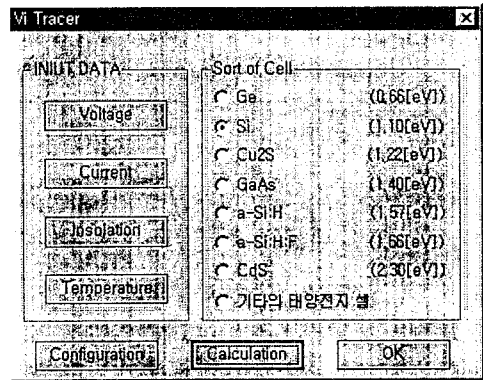 Vi Tracer
INIUT DATA
Voltage
Current
Insolation
Temperature
Sort of Cell
Ge (0,66[eV])
Si (1,10[eV])
Cu2S (1,22[eV])
GaAs (1,40[eV])
a-Si:H (1,57[eV])
a-Si:H:F (1,66[eV])
CdS (2,30[eV])
기타의 태양전지 셀
Configuration
Calculation
OK